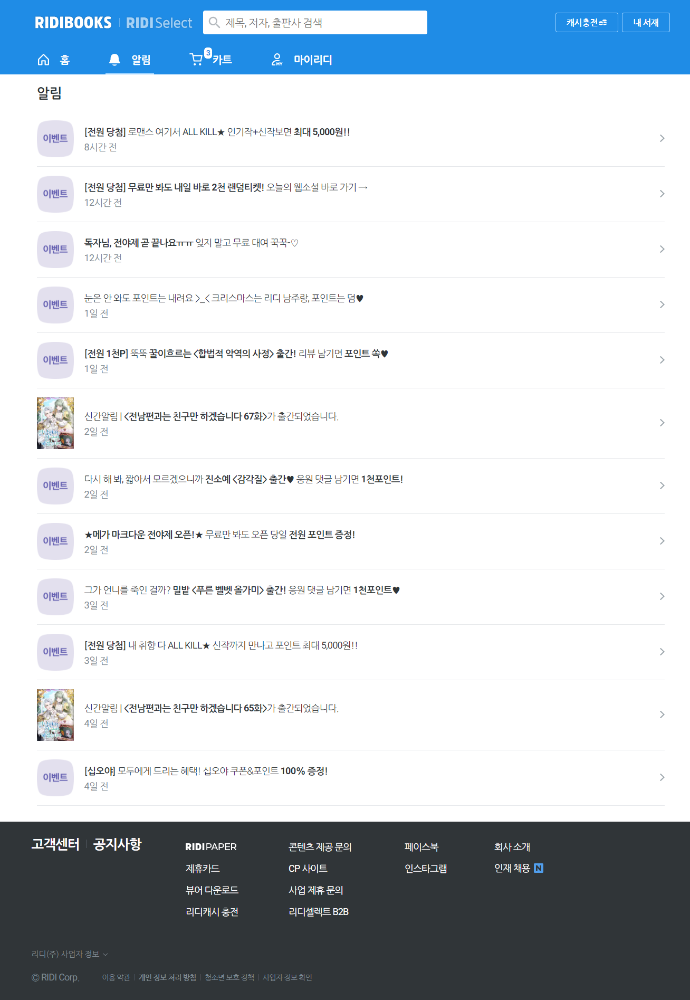 RIDIBOOKS | RIDI Select
제목, 저자, 출판사 검색
캐시충전
내 서재
홈
알림
3
카트
MY
마이리디
알림
이벤트
[전원 당첨] 로맨스 여기서 ALL KILL★ 인기작+신작보면 최대 5,000원!!
8시간 전
이벤트
[전원 당첨] 무료만 봐도 내일 바로 2천 랜덤티켓! 오늘의 웹소설 바로 가기 →
12시간 전
이벤트
독자님, 전야제 곧 끝나요ㅠㅠ 잊지 말고 무료 대여 꾹꾹-♡
12시간 전
이벤트
눈은 안 와도 포인트는 내려요 >_< 크리스마스는 리디 남주랑, 포인트는 덤♥
1일 전
이벤트
[전원 1천P] 뚝뚝 꿀이흐르는 <합법적 악역의 사정> 출간! 리뷰 남기면 포인트 쏙♥
1일 전
신간알림 | <전남편과는 친구만 하겠습니다 67화>가 출간되었습니다.
2일 전
이벤트
다시 해 봐, 짧아서 모르겠으니까 진소예 <감각질> 출간♥ 응원 댓글 남기면 1천포인트!
2일 전
이벤트
★메가 마크다운 전야제 오픈!★ 무료만 봐도 오픈 당일 전원 포인트 증정!
2일 전
이벤트
그가 언니를 죽인 걸까? 밀밭 <푸른 벨벳 올가미> 출간! 응원 댓글 남기면 1천포인트♥
3일 전
이벤트
[전원 당첨] 내 취향 다 ALL KILL★ 신작까지 만나고 포인트 최대 5,000원!!
3일 전
신간알림 | <전남편과는 친구만 하겠습니다 65화>가 출간되었습니다.
4일 전
이벤트
[십오야] 모두에게 드리는 혜택! 십오야 쿠폰&포인트 100% 증정!
4일 전
고객센터 | 공지사항
RIDIPAPER
제휴카드
뷰어 다운로드
리디캐시 충전
콘텐츠 제공 문의
CP 사이트
사업 제휴 문의
리디셀렉트 B2B
페이스북
인스타그램
회사 소개
인재 채용 N
리디(주) 사업자 정보
© RIDI Corp.
이용 약관 | 개인 정보 처리 방침 | 청소년 보호 정책 | 사업자 정보 확인